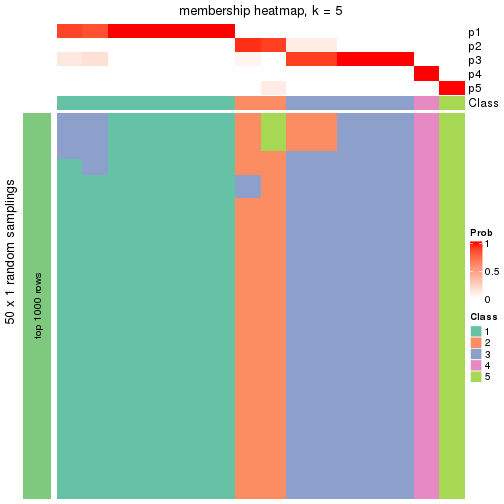 membership heatmap, k = 5
p1
p2
p3
p4
p5
Class
50 x 1 random samplings
top 1000 rows
Prob
1
0.5
0
Class
1
2
3
4
5